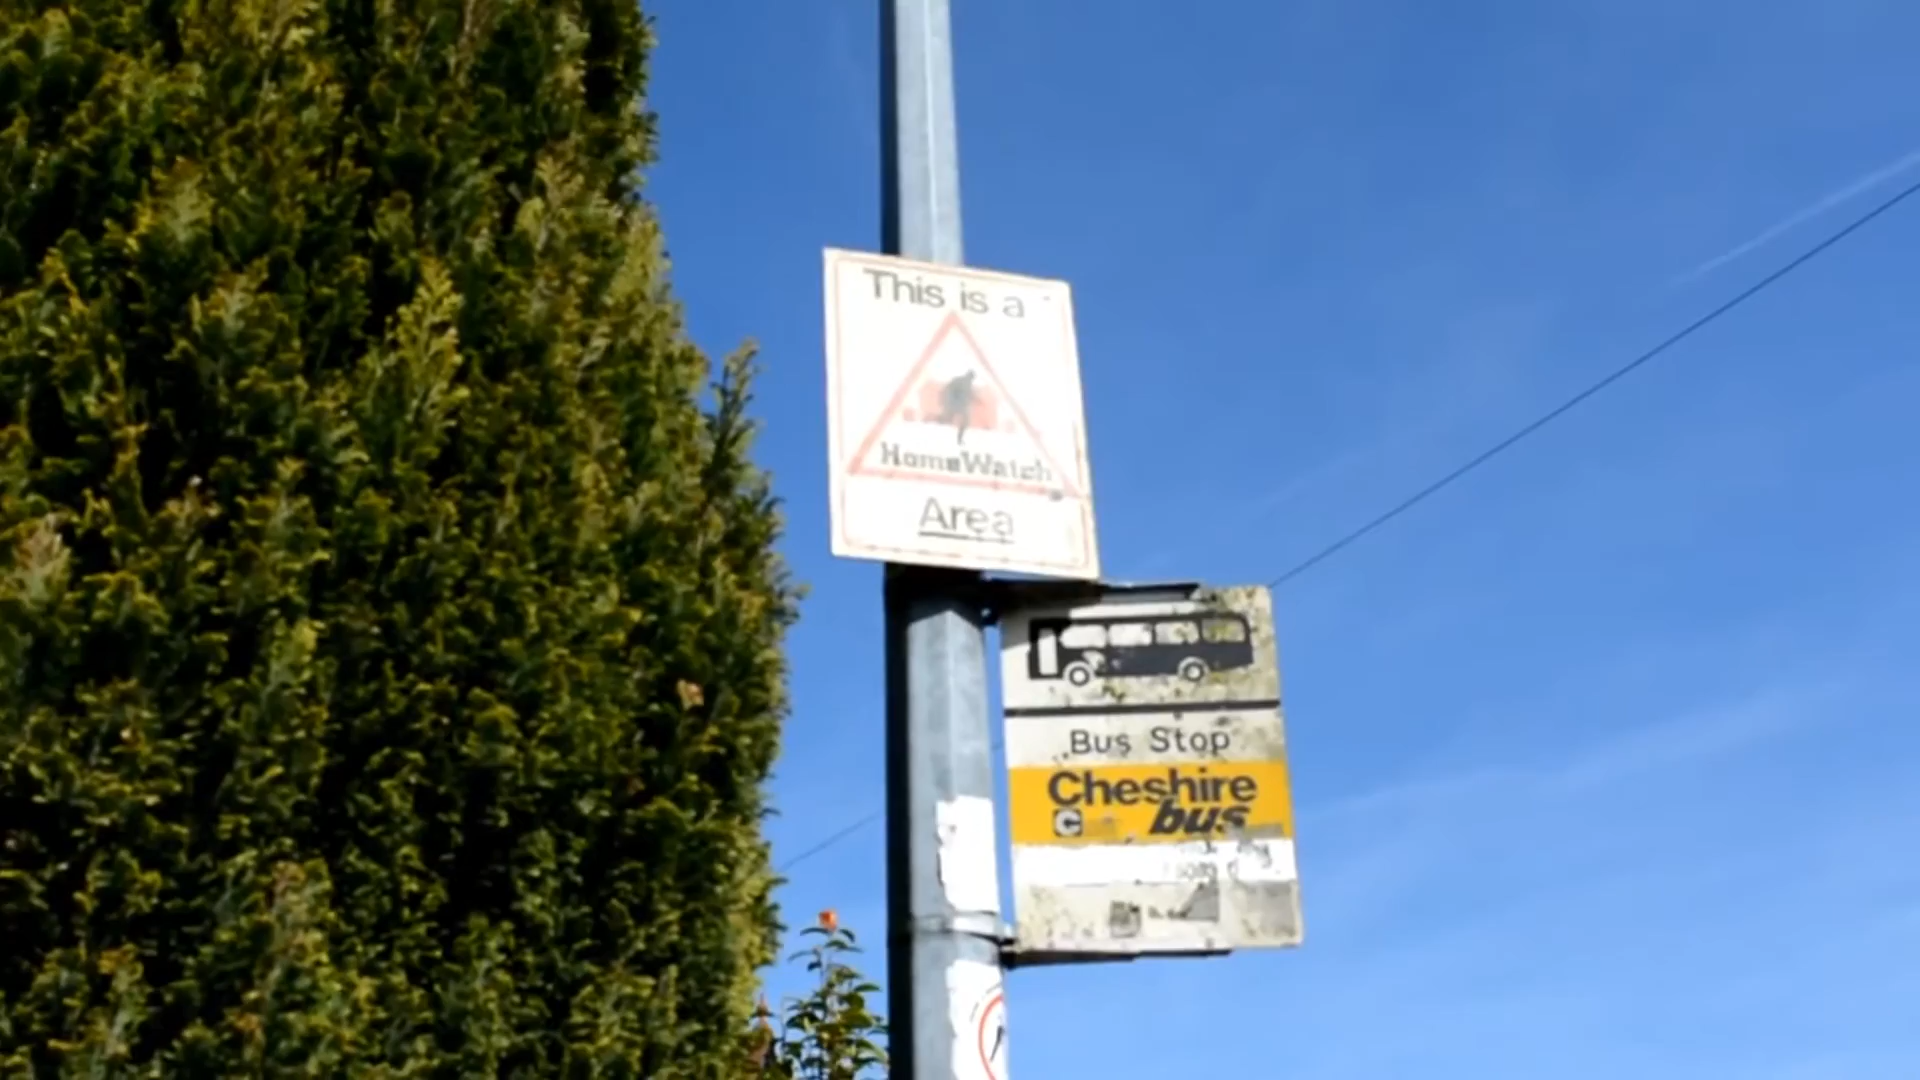 This is a
HomeWatch
Area
Bus Stop
Cheshire
C bus